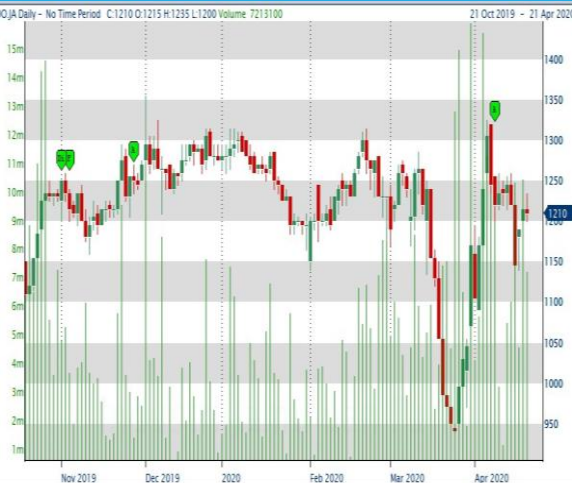 O.JA Daily - No Time Period C:1210 O:1215 H:1235 L:1200 Volume 7213100 21 Oct 2019 - 21 Apr 2020
15m
14m
13m
12m
11m
10m
9m
8m
7m
6m
5m
4m
3m
2m
1m
1400
1350
1300
1250
1210
1200
1150
1100
1050
1000
950
Nov 2019 Dec 2019 2020 Feb 2020 Mar 2020 Apr 2020